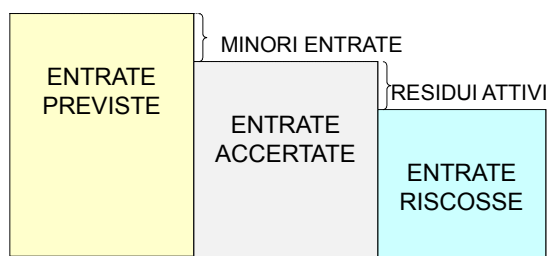 MINORI ENTRATE
ENTRATE
PREVISTE
RESIDUI ATTIVI
ENTRATE
ACCERTATE
ENTRATE
RISCOSSE